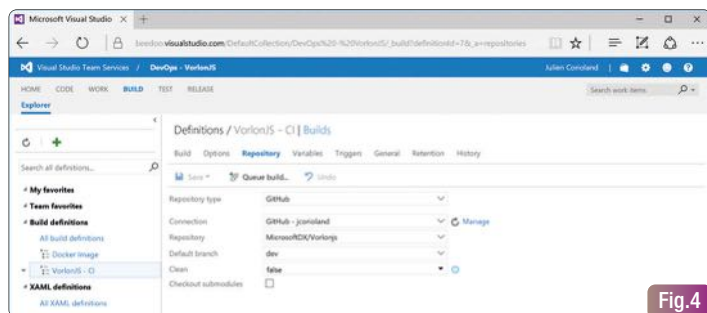 Microsoft Visual Studio
beedoo.visualstudio.com/DefaultCollection/DevOps%20-%20VorlonJS/_build?definitionId=7&_a=repositories
Visual Studio Team Services / DevOps - VorlonJS
Julien Corioland
HOME CODE WORK BUILD TEST RELEASE
Search work items
Explorer
Definitions / VorlonJS - CI | Builds
Build Options Repository Variables Triggers General Retention History
Search all definitions...
Save Queue build... Undo
My favorites
Team favorites
Build definitions
All build definitions
Docker Image
VorlonJS - CI
XAML definitions
All XAML definitions
Repository type GitHub
Connection GitHub - jcorioland Manage
Repository MicrosoftDX/Vorlonjs
Default branch dev
Clean false
Checkout submodules
Fig.4